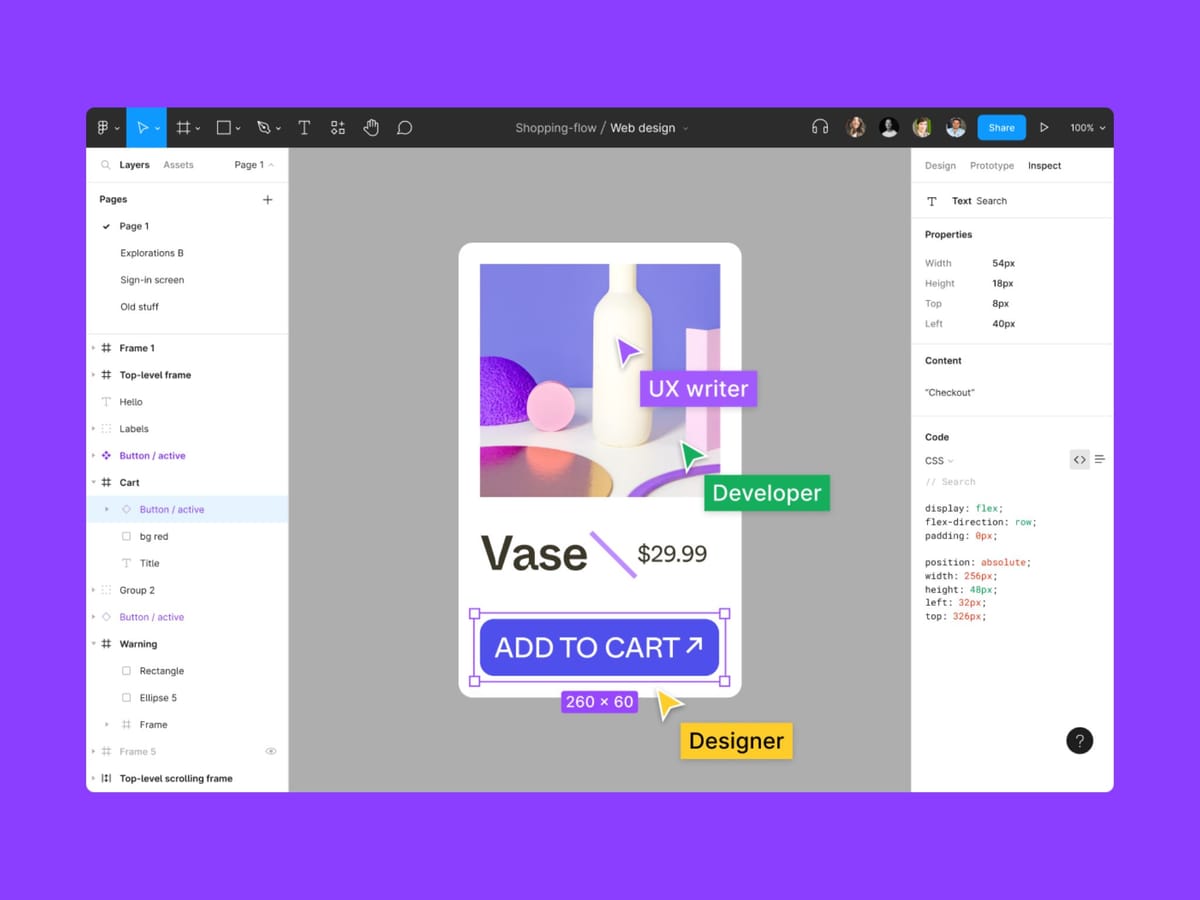 Shopping-flow / Web design
Share
100%
Layers Assets Page 1
Pages
Page 1
Explorations B
Sign-in screen
Old stuff
Frame 1
Top-level frame
Hello
Labels
Button / active
Cart
Button / active
bg red
Title
Group 2
Button / active
Warning
Rectangle
Ellipse 5
Frame
Frame 5
Top-level scrolling frame
UX writer
Developer
Vase $29.99
ADD TO CART
260 × 60
Designer
Design Prototype Inspect
Text Search
Properties
Width 54px
Height 18px
Top 8px
Left 40px
Content
“Checkout”
Code
CSS
// Search
display: flex;
flex-direction: row;
padding: 0px;
position: absolute;
width: 256px;
height: 48px;
left: 32px;
top: 326px;
?